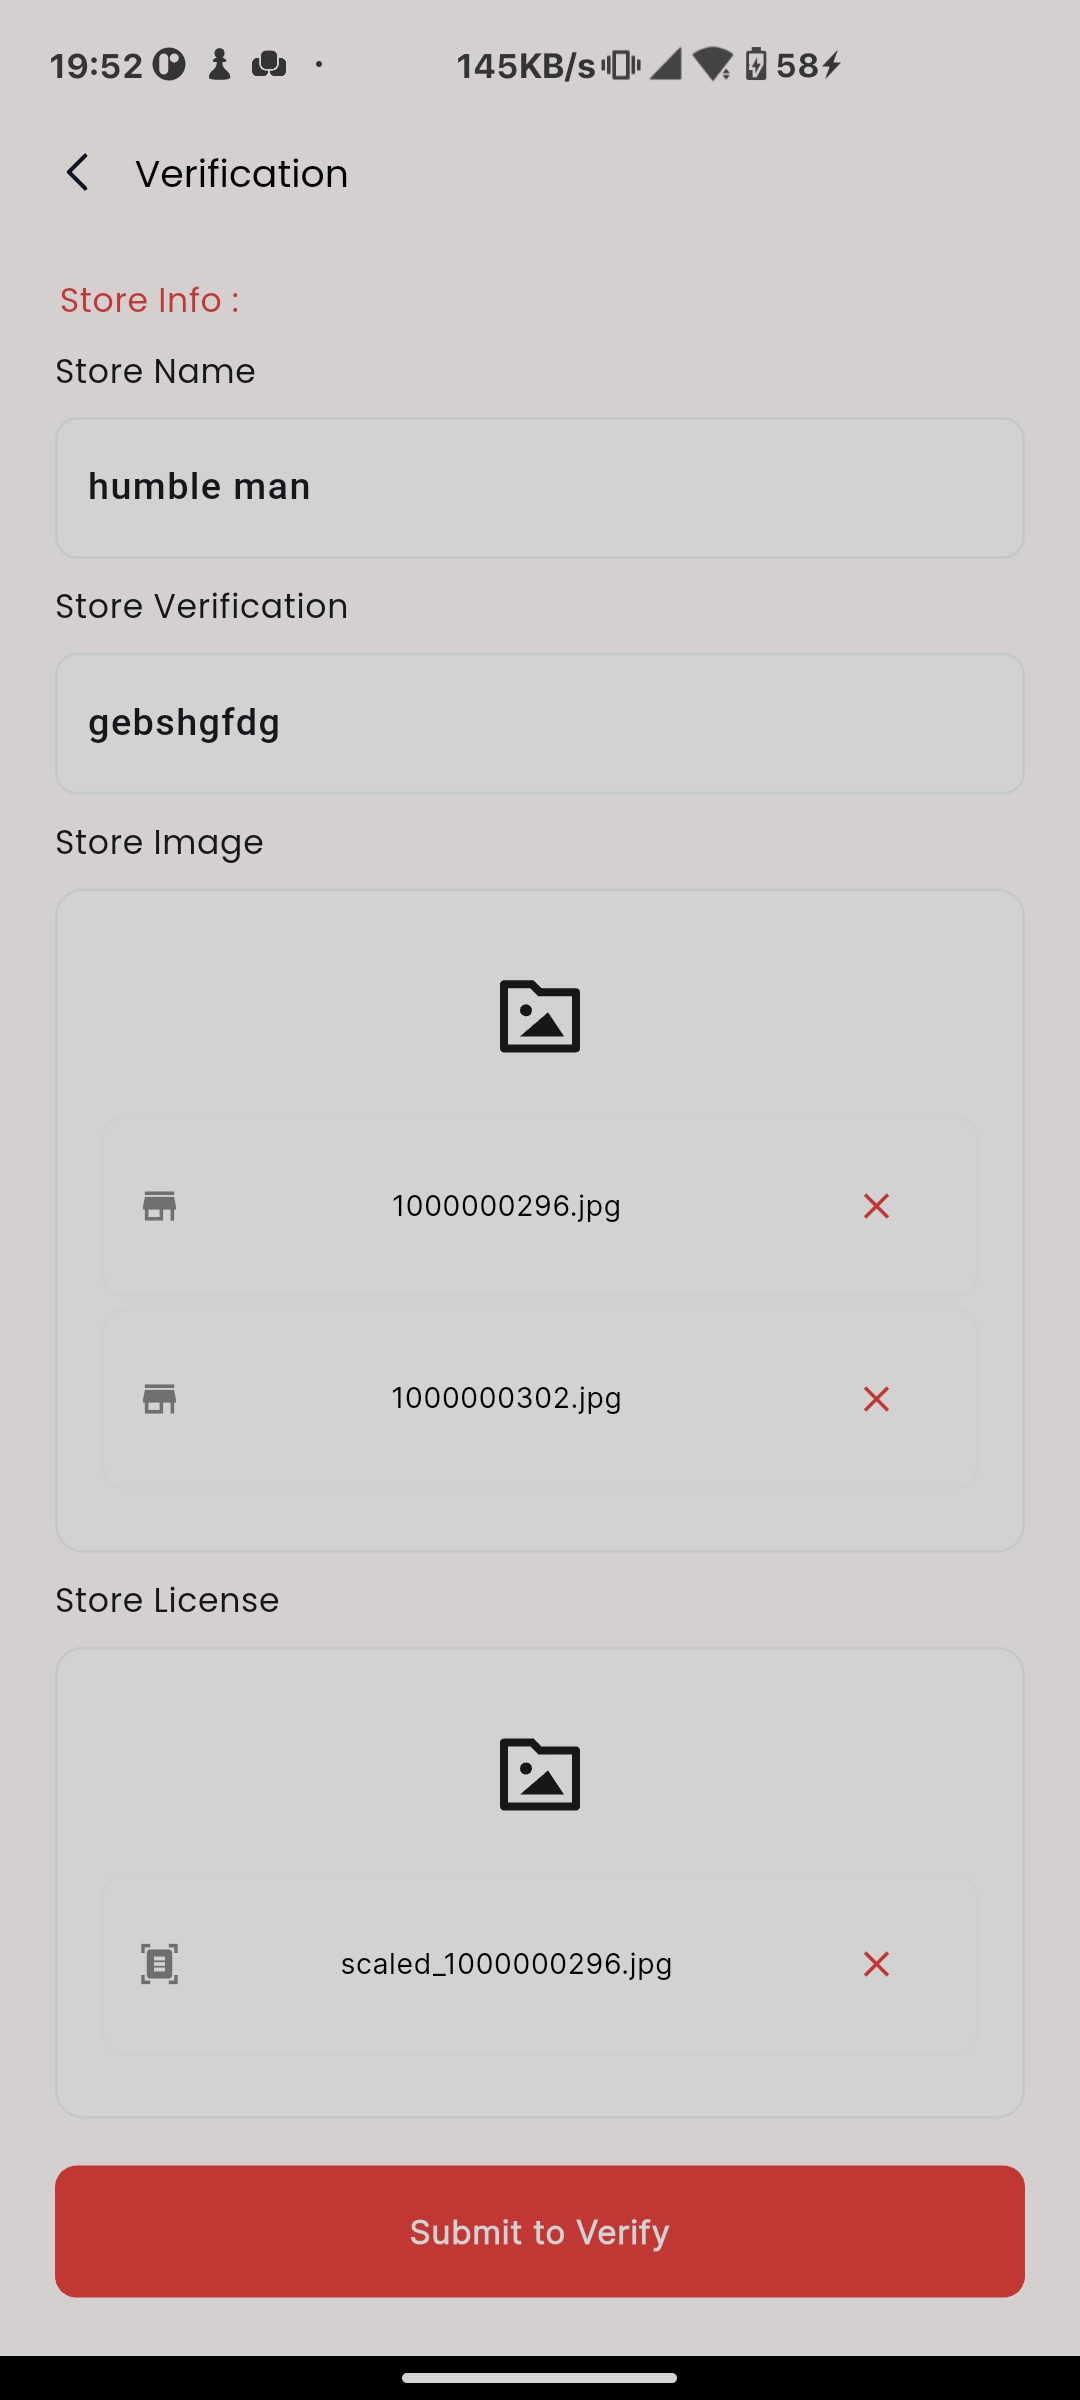 19:52 145KB/s 58
Verification
Store Info :
Store Name
humble man
Store Verification
gebshgfdg
Store Image
1000000296.jpg
1000000302.jpg
Store License
scaled_1000000296.jpg
Submit to Verify